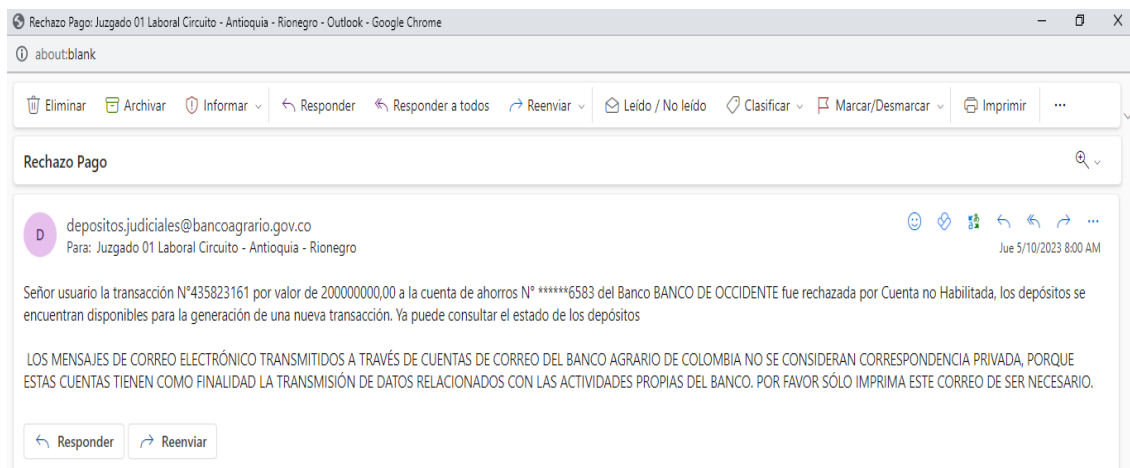 Rechazo Pago: Juzgado 01 Laboral Circuito - Antioquia - Rionegro - Outlook - Google Chrome
about:blank
Eliminar Archivar Informar Responder Responder a todos Reenviar Leído / No leído Clasificar Marcar/Desmarcar Imprimir ...
Rechazo Pago
D
depositos.judiciales@bancoagrario.gov.co
Para: Juzgado 01 Laboral Circuito - Antioquia - Rionegro
Jue 5/10/2023 8:00 AM
Señor usuario la transacción N°435823161 por valor de 200000000,00 a la cuenta de ahorros N° ******6583 del Banco BANCO DE OCCIDENTE fue rechazada por Cuenta no Habilitada, los depósitos se
encuentran disponibles para la generación de una nueva transacción. Ya puede consultar el estado de los depósitos
LOS MENSAJES DE CORREO ELECTRÓNICO TRANSMITIDOS A TRAVÉS DE CUENTAS DE CORREO DEL BANCO AGRARIO DE COLOMBIA NO SE CONSIDERAN CORRESPONDENCIA PRIVADA, PORQUE
ESTAS CUENTAS TIENEN COMO FINALIDAD LA TRANSMISIÓN DE DATOS RELACIONADOS CON LAS ACTIVIDADES PROPIAS DEL BANCO. POR FAVOR SÓLO IMPRIMA ESTE CORREO DE SER NECESARIO.
Responder Reenviar